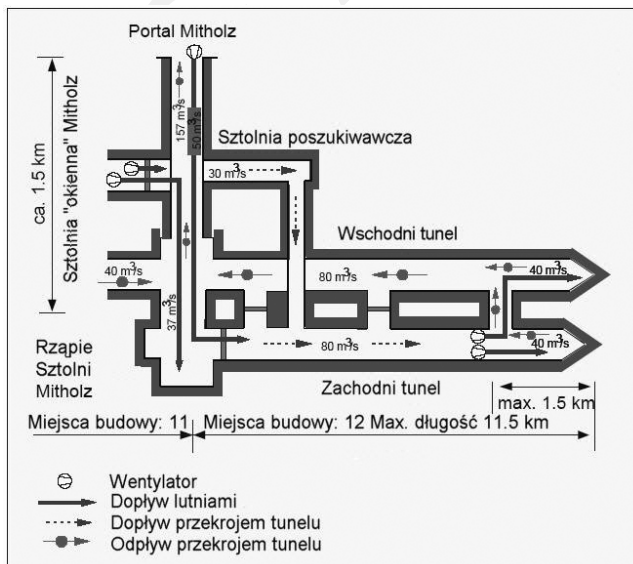 Portal Mitholz
ca. 1.5 km
Sztolnia "okienna" Mitholz
157 m³/s
50 m³/s
Sztolnia poszukiwawcza
30 m³/s
Wschodni tunel
40 m³/s
80 m³/s
40 m³/s
37 m³/s
Rząpie
Sztolni
Mitholz
80 m³/s
40 m³/s
Zachodni tunel
max. 1.5 km
Miejsca budowy: 11
Miejsca budowy: 12 Max. długość 11.5 km
Wentylator
Dopływ lutniami
Dopływ przekrojem tunelu
Odpływ przekrojem tunelu